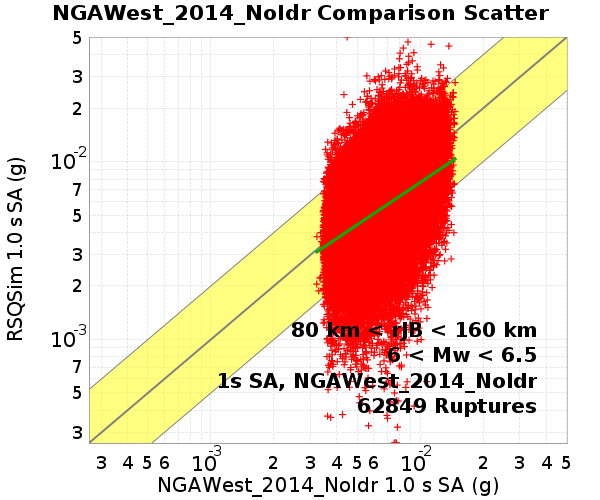 NGAWest_2014_NoIdr Comparison Scatter
RSQSim 1.0 s SA (g)
5
3
2
10-2
7
5
3
2
10-3
7
5
3
80 km < rJB < 160 km
6 < Mw < 6.5
1s SA, NGAWest_2014_NoIdr
62849 Ruptures
3 4 5 6 10-3 2 3 4 5 6 10-2 2 3 4 5
NGAWest_2014_NoIdr 1.0 s SA (g)